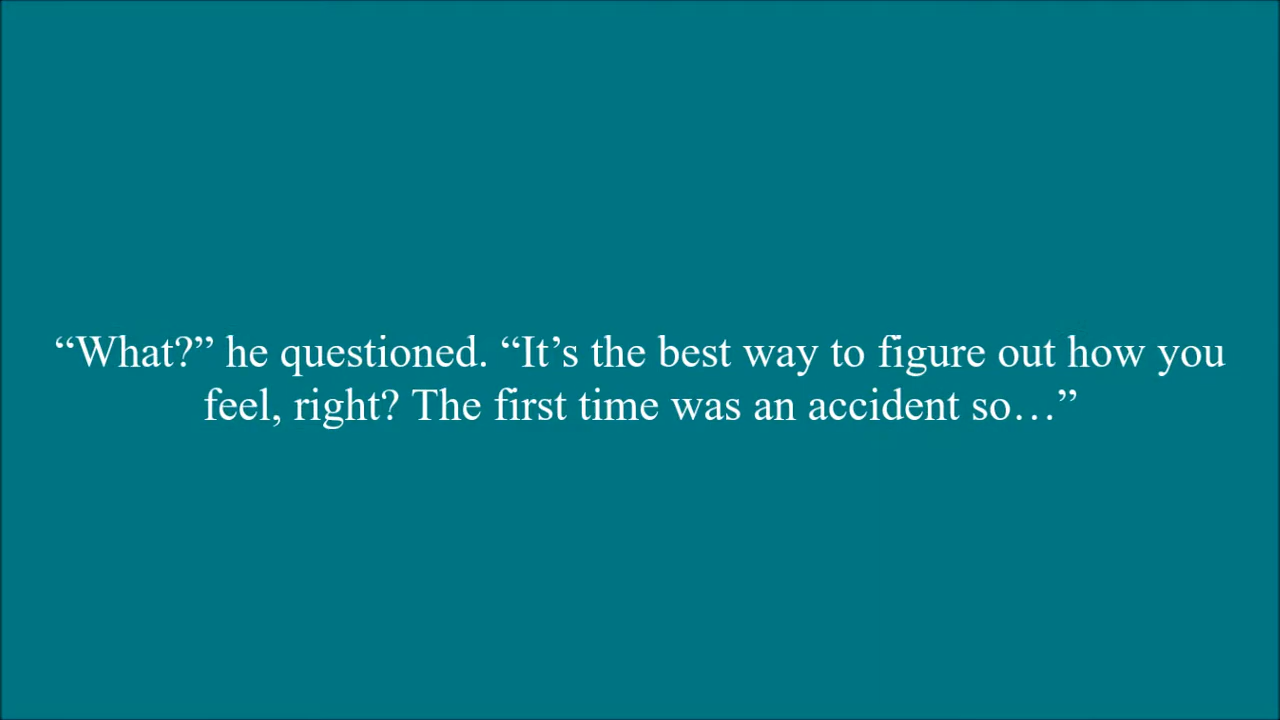 “What?” he questioned. “It’s the best way to figure out how you
feel, right? The first time was an accident so…”